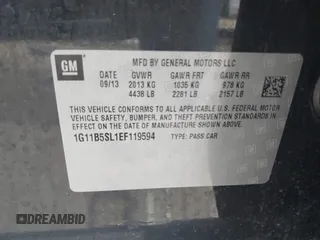 GM
MFD BY GENERAL MOTORS LLC
DATE GVWR GAWR FRT GAWR RR
09/13 2013 KG 1035 KG 978 KG
4438 LB 2281 LB 2157 LB
THIS VEHICLE CONFORMS TO ALL APPLICABLE U.S. FEDERAL MOTOR
VEHICLE SAFETY, BUMPER, AND THEFT PREVENTION STANDARDS
IN EFFECT ON THE DATE OF MANUFACTURE SHOWN ABOVE.
1G11B5SL1EF119594 TYPE: PASS CAR
DREAMBID